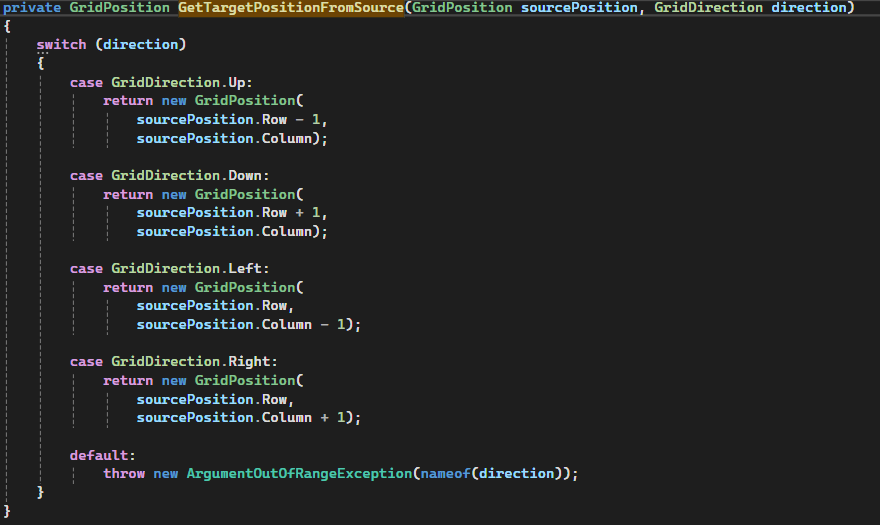 private GridPosition GetTargetPositionFromSource(GridPosition sourcePosition, GridDirection direction)
{
switch (direction)
{
case GridDirection.Up:
return new GridPosition(
sourcePosition.Row - 1,
sourcePosition.Column);
case GridDirection.Down:
return new GridPosition(
sourcePosition.Row + 1,
sourcePosition.Column);
case GridDirection.Left:
return new GridPosition(
sourcePosition.Row,
sourcePosition.Column - 1);
case GridDirection.Right:
return new GridPosition(
sourcePosition.Row,
sourcePosition.Column + 1);
default:
throw new ArgumentOutOfRangeException(nameof(direction));
}
}